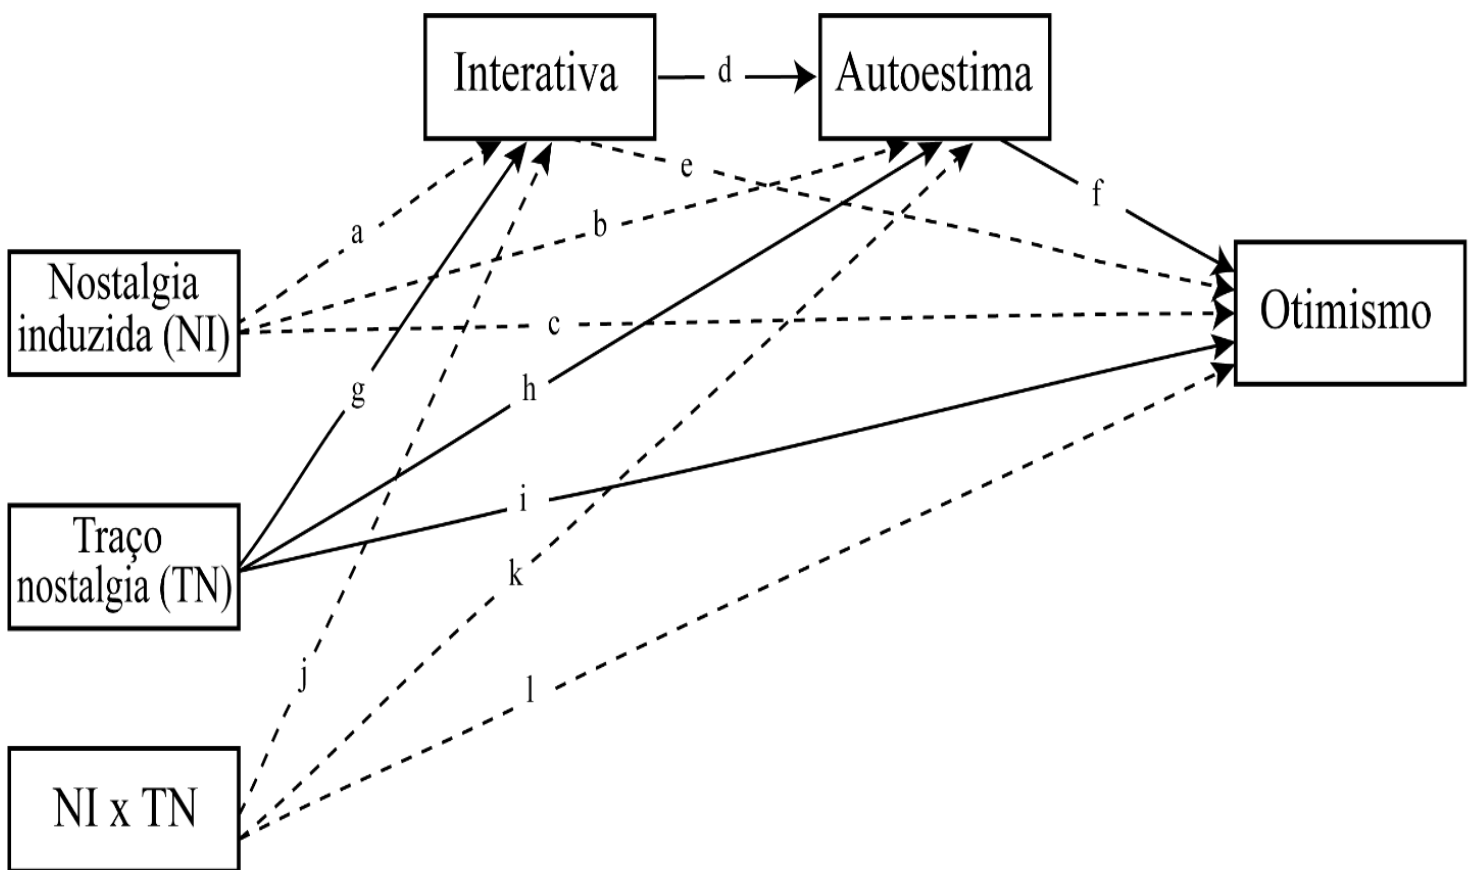 Interativa
d
Autoestima
e
f
a
b
Nostalgia
induzida (NI)
c
Otimismo
g
h
i
Traço
nostalgia (TN)
k
j
l
NI x TN